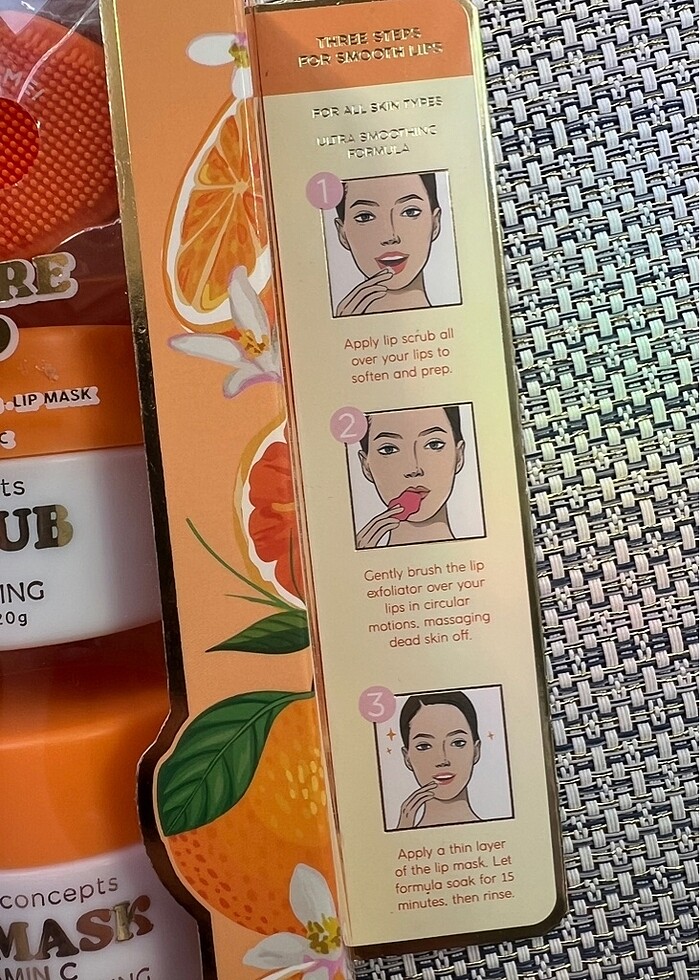 THREE STEPS
FOR SMOOTH LIPS
FOR ALL SKIN TYPES
ULTRA SMOOTHING
FORMULA
1
Apply lip scrub all
over your lips to
soften and prep.
2
Gently brush the lip
exfoliator over your
lips in circular
motions, massaging
dead skin off.
3
Apply a thin layer
of the lip mask. Let
formula soak for 15
minutes, then rinse.
RE
LIP MASK
C
ts
UB
ING
20g
concepts
MASK
MIN C
ING